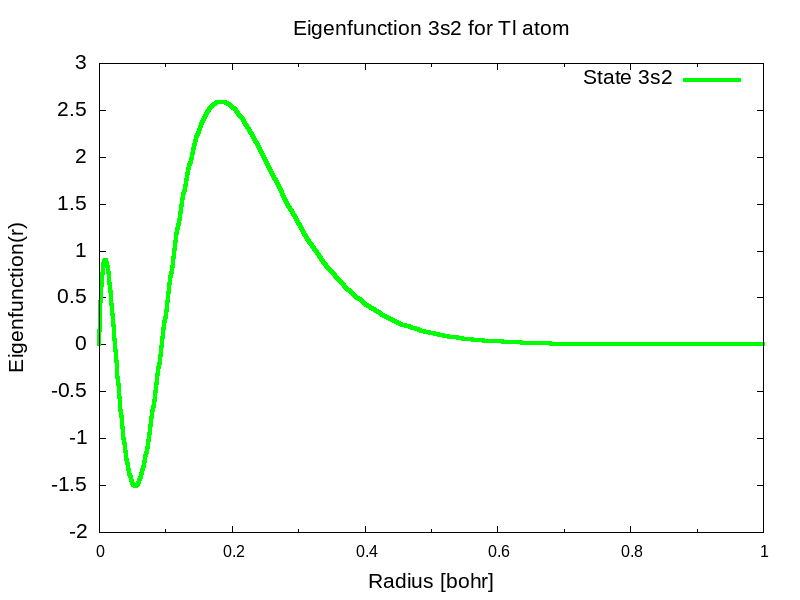 Eigenfunction 3s2 for Tl atom
State 3s2
3
2.5
2
1.5
1
0.5
0
-0.5
-1
-1.5
-2
Eigenfunction(r)
0 0.2 0.4 0.6 0.8 1
Radius [bohr]